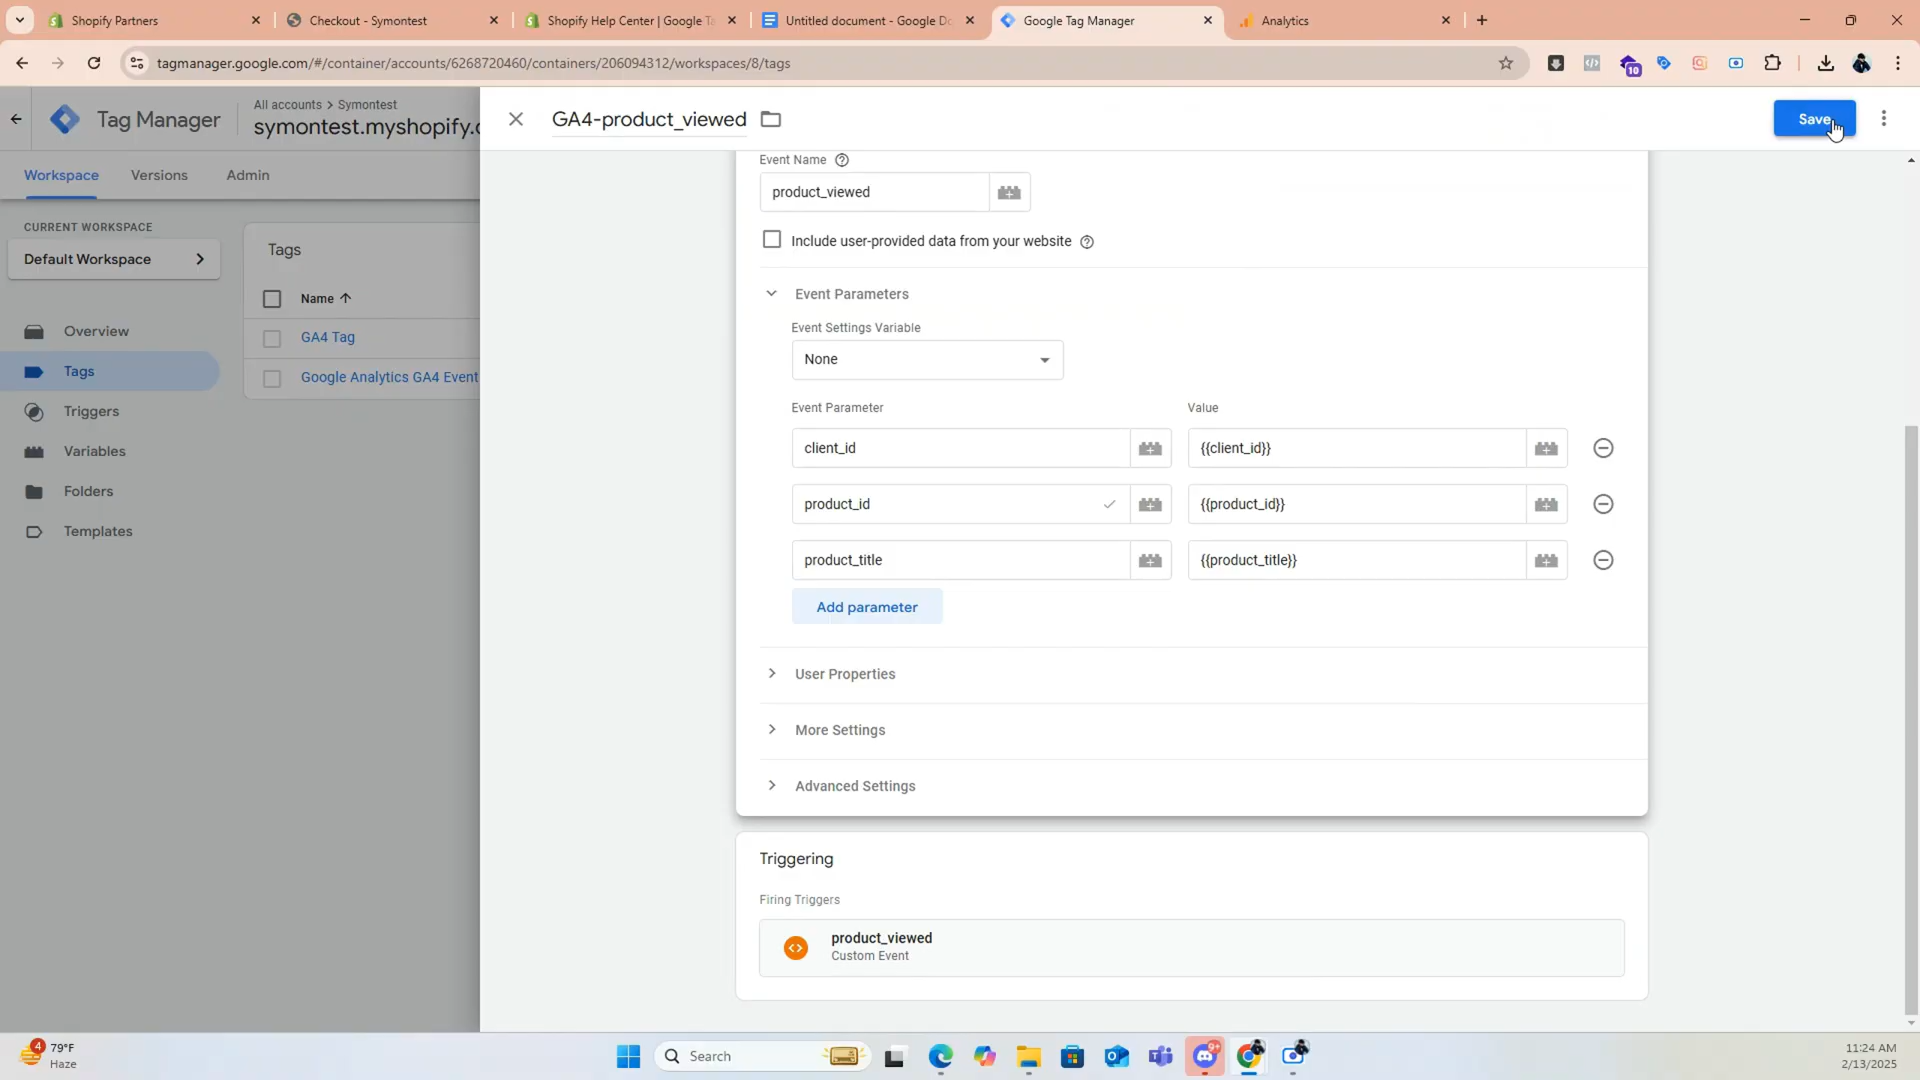 Shopify Partners
Checkout - Symontest
Shopify Help Center | Google Ta
Untitled document - Google Do
Google Tag Manager
Analytics
tagmanager.google.com/#/container/accounts/6268720460/containers/206094312/workspaces/8/tags
10
Tag Manager
All accounts > Symontest
symontest.myshopify.c
GA4-product_viewed
Save
Workspace
Versions
Admin
CURRENT WORKSPACE
Default Workspace
Overview
Tags
Triggers
Variables
Folders
Templates
Tags
Name
GA4 Tag
Google Analytics GA4 Event
Event Name
product_viewed
Include user-provided data from your website
Event Parameters
Event Settings Variable
None
Event Parameter
Value
client_id
{{client_id}}
product_id
{{product_id}}
product_title
{{product_title}}
Add parameter
User Properties
More Settings
Advanced Settings
Triggering
Firing Triggers
product_viewed
Custom Event
4
79°F
Haze
Search
9+
11:24 AM
2/13/2025